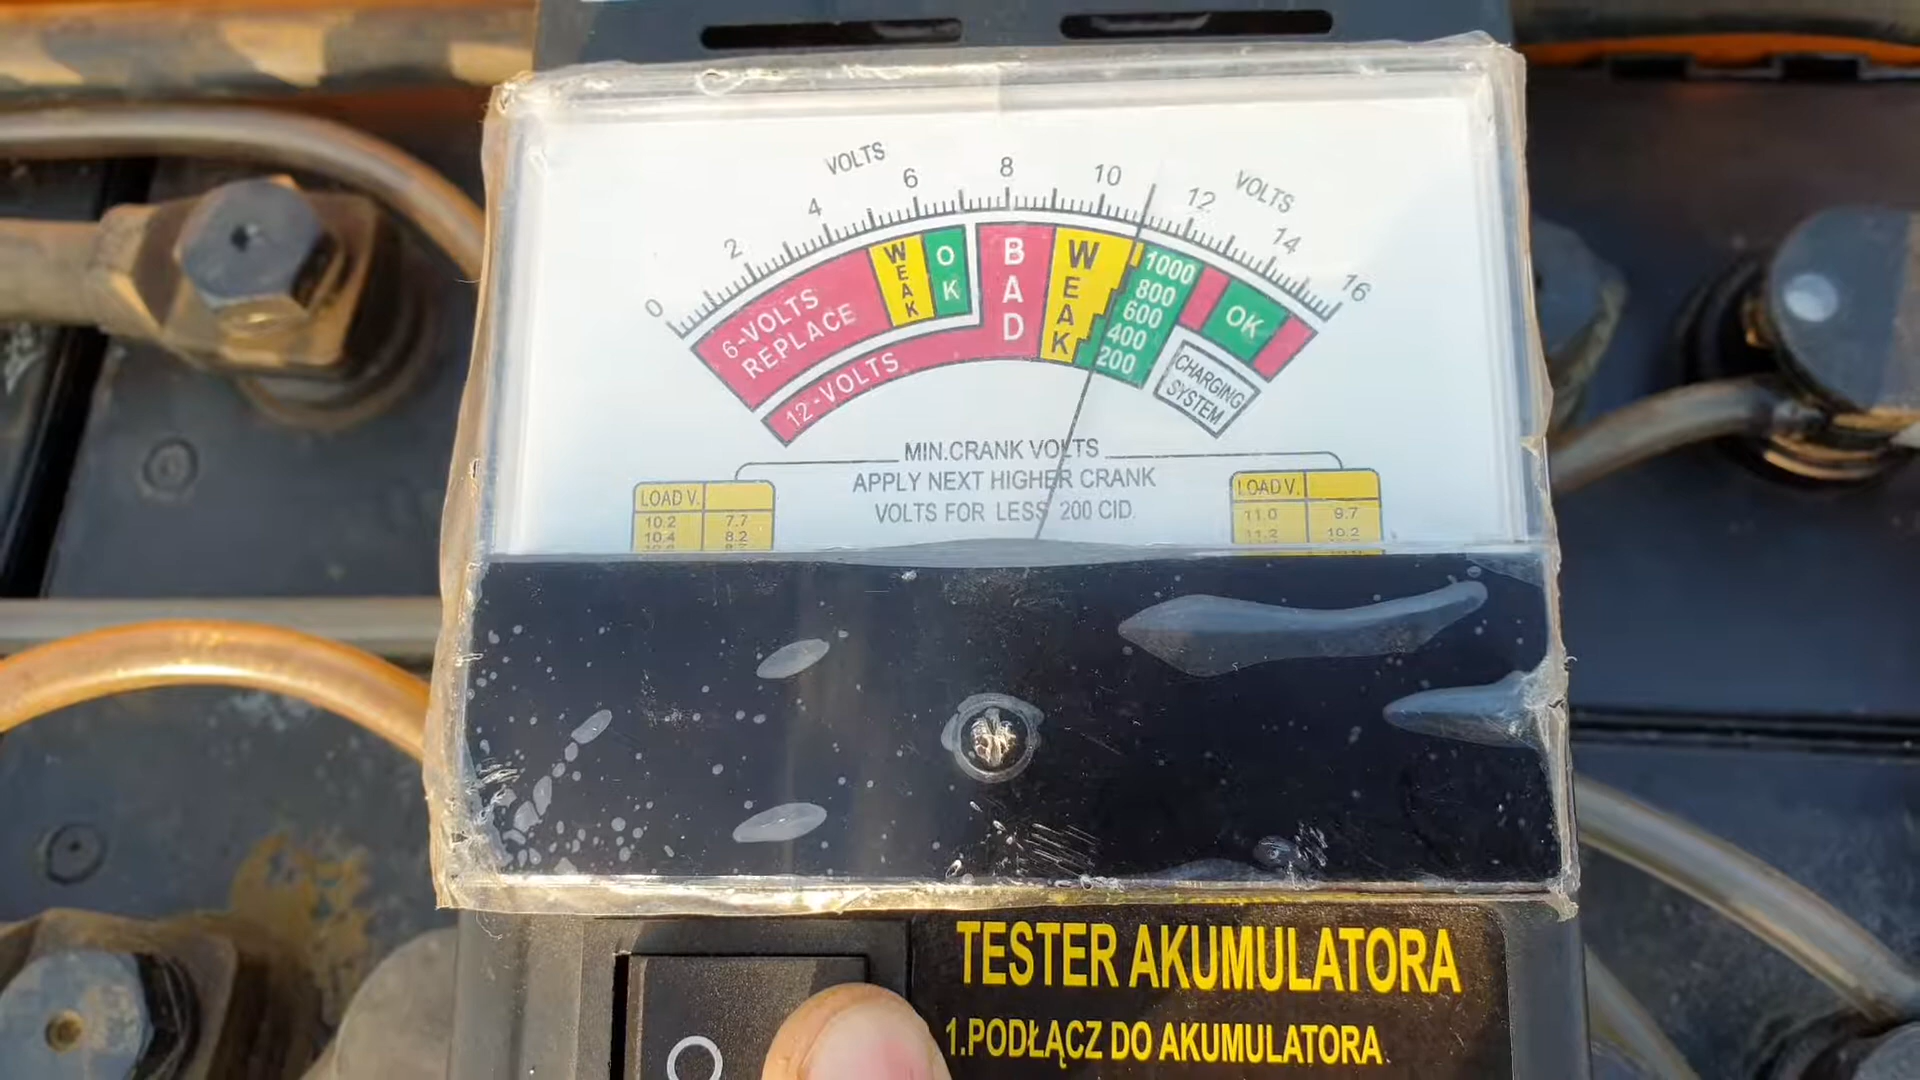 VOLTS VOLTS
0 2 4 6 8 10 12 14 16
6-VOLTS
REPLACE
WEAK
OK
12-VOLTS
BAD
WEAK
1000
800
600
400
200
OK
CHARGING
SYSTEM
MIN.CRANK VOLTS
APPLY NEXT HIGHER CRANK
VOLTS FOR LESS 200 CID.
LOAD V.
10.2 7.7
10.4 8.2
LOAD V.
11.0 9.7
11.2 10.2
TESTER AKUMULATORA
1.PODŁĄCZ DO AKUMULATORA